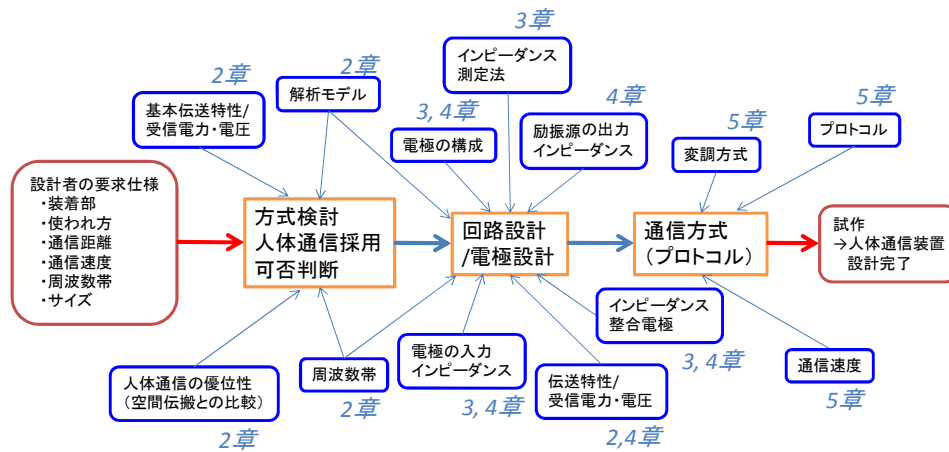 3章
インピーダンス
測定法
2章
基本伝送特性/
受信電力・電圧
2章
解析モデル
3, 4章
電極の構成
4章
励振源の出力
インピーダンス
5章
変調方式
5章
プロトコル
設計者の要求仕様
・装着部
・使われ方
・通信距離
・通信速度
・周波数帯
・サイズ
方式検討
人体通信採用
可否判断
回路設計
/電極設計
通信方式
(プロトコル)
試作
→人体通信装置
設計完了
人体通信の優位性
(空間伝搬との比較)
2章
周波数帯
2章
電極の入力
インピーダンス
3, 4章
伝送特性/
受信電力・電圧
2,4章
インピーダンス
整合電極
3, 4章
通信速度
5章